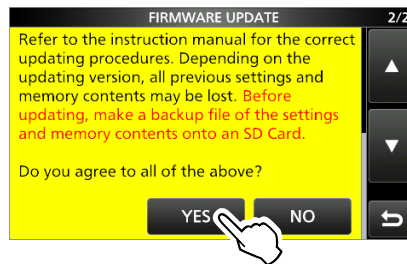 FIRMWARE UPDATE 2/2
Refer to the instruction manual for the correct
updating procedures. Depending on the
updating version, all previous settings and
memory contents may be lost. Before
updating, make a backup file of the settings
and memory contents onto an SD Card.
Do you agree to all of the above?
YES NO